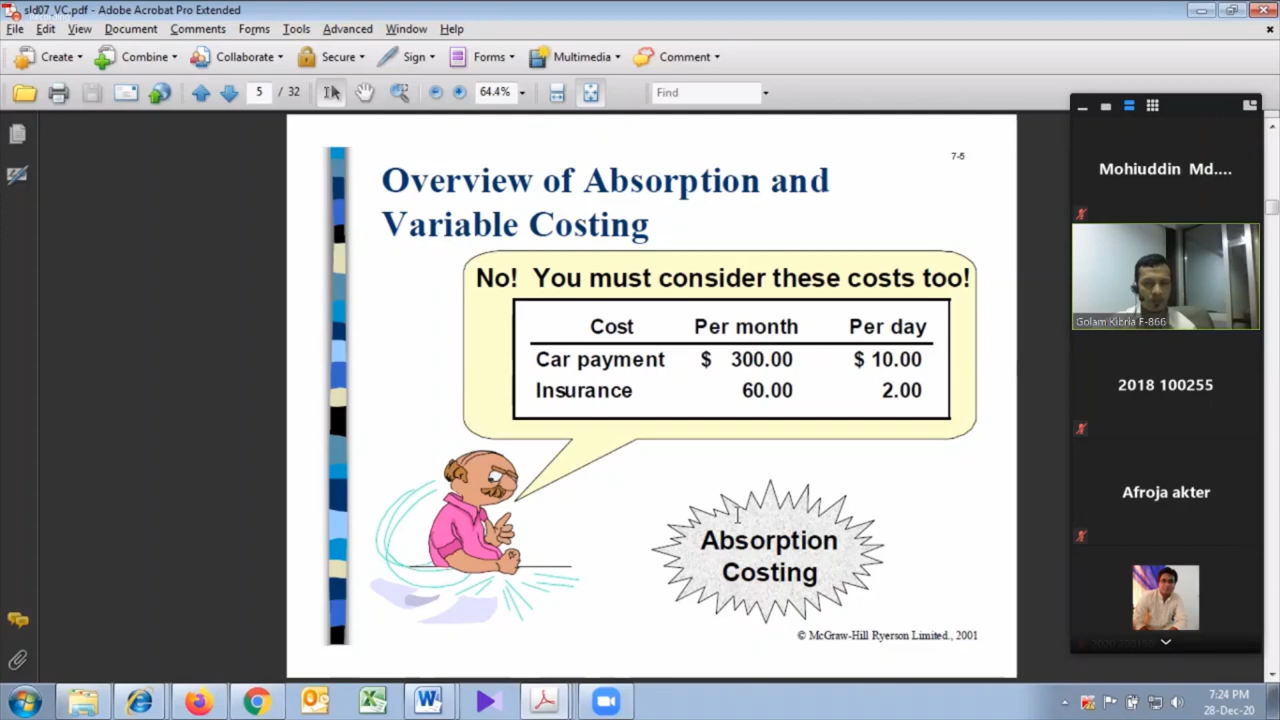 sld07_VC.pdf - Adobe Acrobat Pro Extended
File Edit View Document Comments Forms Tools Advanced Window Help
Create Combine Collaborate Secure Sign Forms Multimedia Comment
5 / 32 64.4% Find
7-5
Overview of Absorption and
Variable Costing
No! You must consider these costs too!
Cost Per month Per day
Car payment $ 300.00 $ 10.00
Insurance 60.00 2.00
Absorption
Costing
© McGraw-Hill Ryerson Limited., 2001
Mohiuddin Md....
Golam Kibria F-866
2018 100255
Afroja akter
7:24 PM
28-Dec-20